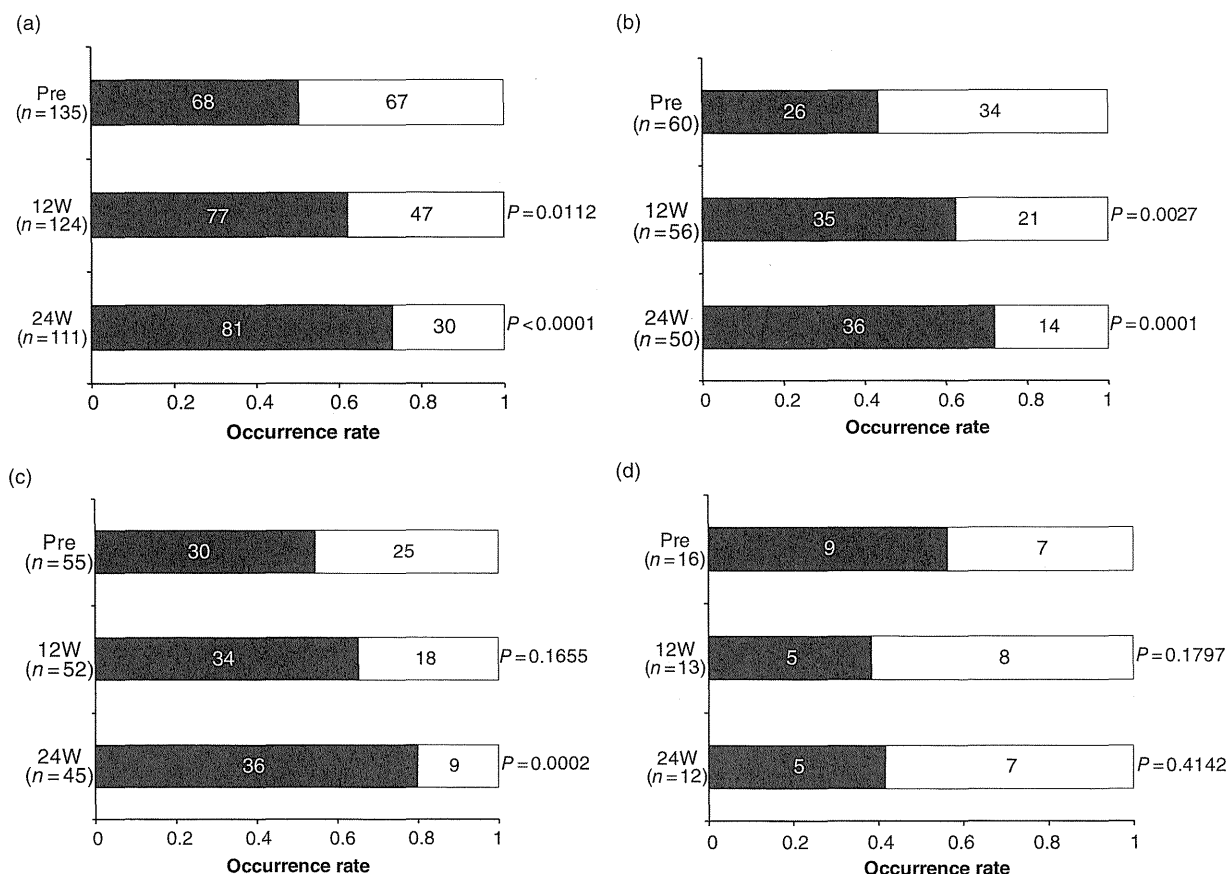 (a)
Pre
(n=135)
68
67
12W
(n=124)
77
47
P=0.0112
24W
(n=111)
81
30
P<0.0001
0 0.2 0.4 0.6 0.8 1
Occurrence rate
(b)
Pre
(n=60)
26
34
12W
(n=56)
35
21
P=0.0027
24W
(n=50)
36
14
P=0.0001
0 0.2 0.4 0.6 0.8 1
Occurrence rate
(c)
Pre
(n=55)
30
25
12W
(n=52)
34
18
P=0.1655
24W
(n=45)
36
9
P=0.0002
0 0.2 0.4 0.6 0.8 1
Occurrence rate
(d)
Pre
(n=16)
9
7
12W
(n=13)
5
8
P=0.1797
24W
(n=12)
5
7
P=0.4142
0 0.2 0.4 0.6 0.8 1
Occurrence rate